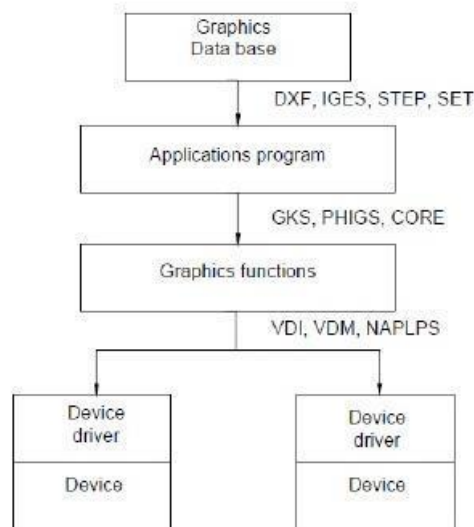 Graphics
Data base
DXF, IGES, STEP, SET
Applications program
GKS, PHIGS, CORE
Graphics functions
VDI, VDM, NAPLPS
Device
driver
Device
Device
driver
Device